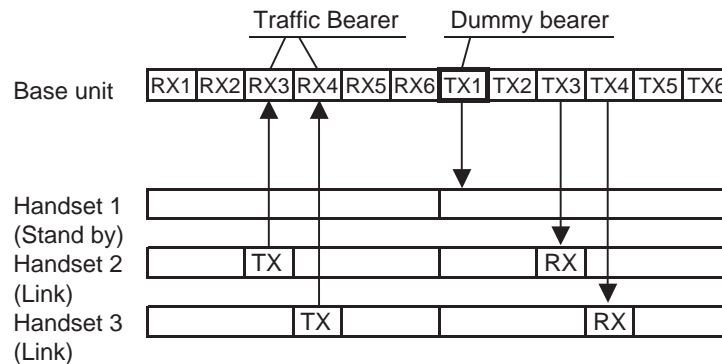 Traffic Bearer Dummy bearer
Base unit RX1 RX2 RX3 RX4 RX5 RX6 TX1 TX2 TX3 TX4 TX5 TX6
Handset 1
(Stand by)
Handset 2 TX RX
(Link)
Handset 3 TX RX
(Link)